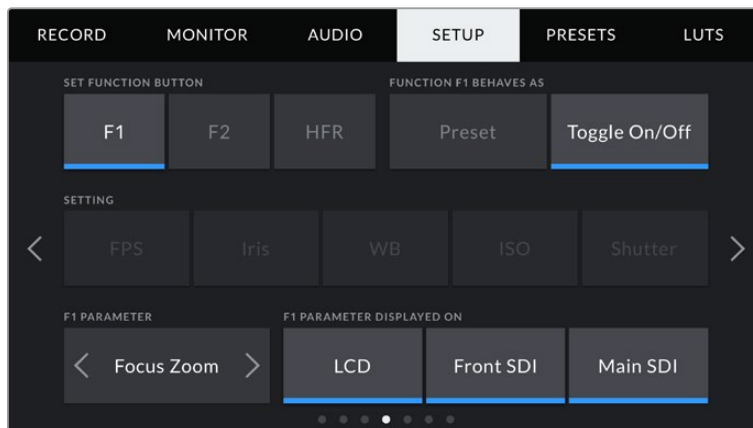 RECORD MONITOR AUDIO SETUP PRESETS LUTS
SET FUNCTION BUTTON FUNCTION F1 BEHAVES AS
F1 F2 HFR Preset Toggle On/Off
SETTING
FPS Iris WB ISO Shutter
F1 PARAMETER F1 PARAMETER DISPLAYED ON
Focus Zoom LCD Front SDI Main SDI